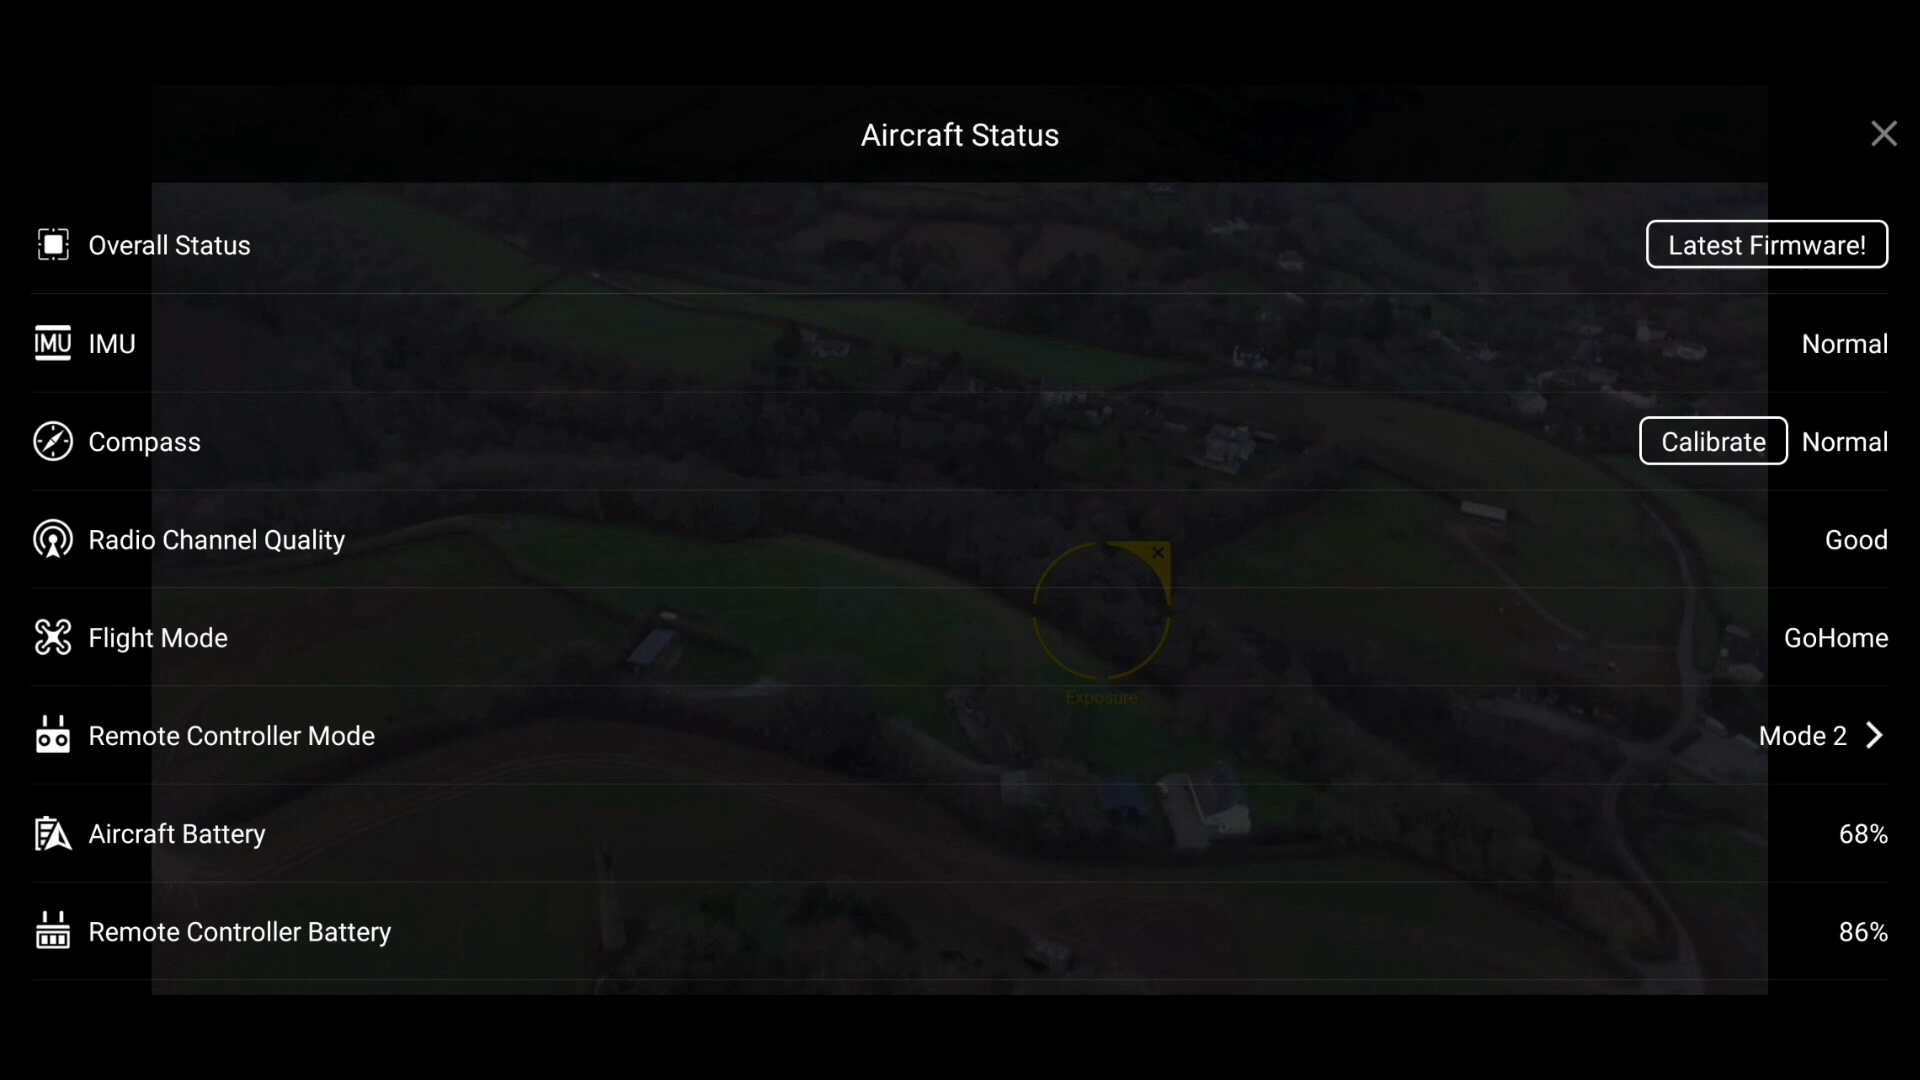 Aircraft Status
Overall Status Latest Firmware!
IMU IMU Normal
Compass Calibrate Normal
Radio Channel Quality Good
Flight Mode GoHome
Exposure
Remote Controller Mode Mode 2
Aircraft Battery 68%
Remote Controller Battery 86%